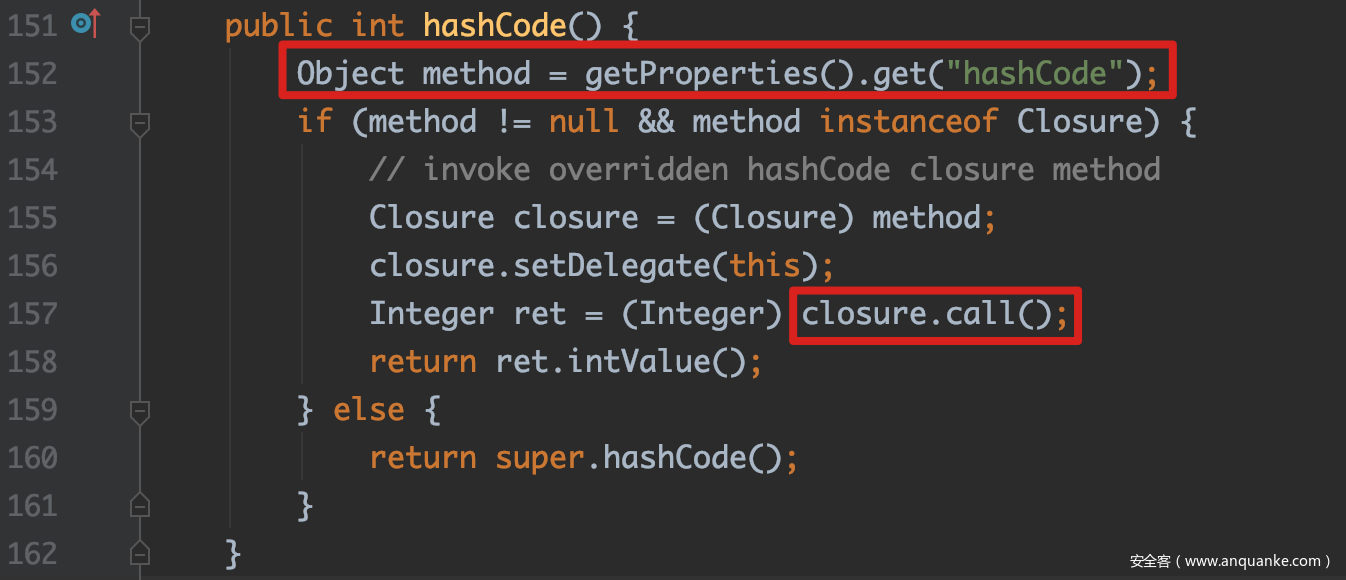 151 public int hashCode() {
152 Object method = getProperties().get("hashCode");
153 if (method != null && method instanceof Closure) {
154 // invoke overridden hashCode closure method
155 Closure closure = (Closure) method;
156 closure.setDelegate(this);
157 Integer ret = (Integer) closure.call();
158 return ret.intValue();
159 } else {
160 return super.hashCode();
161 }
162 }
安全客（www.anquanke.com）